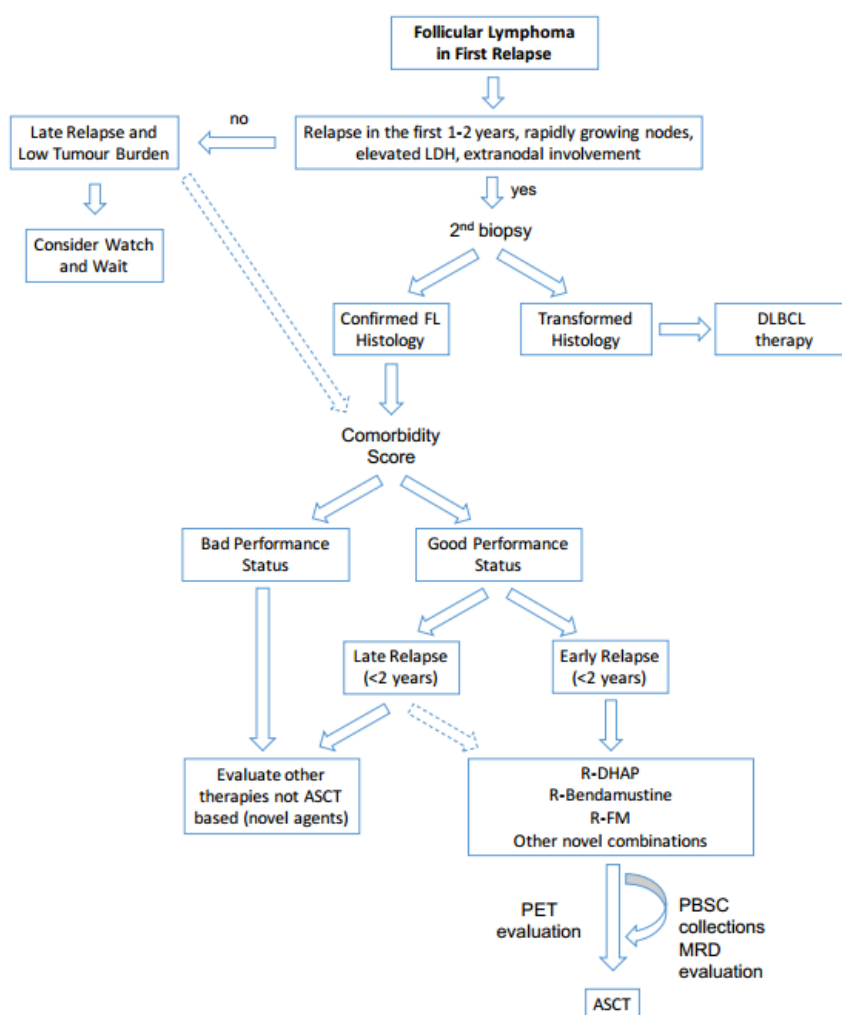 Follicular Lymphoma
in First Relapse
no
Late Relapse and
Low Tumour Burden
Relapse in the first 1-2 years, rapidly growing nodes,
elevated LDH, extranodal involvement
yes
Consider Watch
and Wait
2nd biopsy
Confirmed FL
Histology
Transformed
Histology
DLBCL
therapy
Comorbidity
Score
Bad Performance
Status
Good Performance
Status
Late Relapse
(<2 years)
Early Relapse
(<2 years)
Evaluate other
therapies not ASCT
based (novel agents)
R-DHAP
R-Bendamustine
R-FM
Other novel combinations
PET
evaluation
PBSC
collections
MRD
evaluation
ASCT